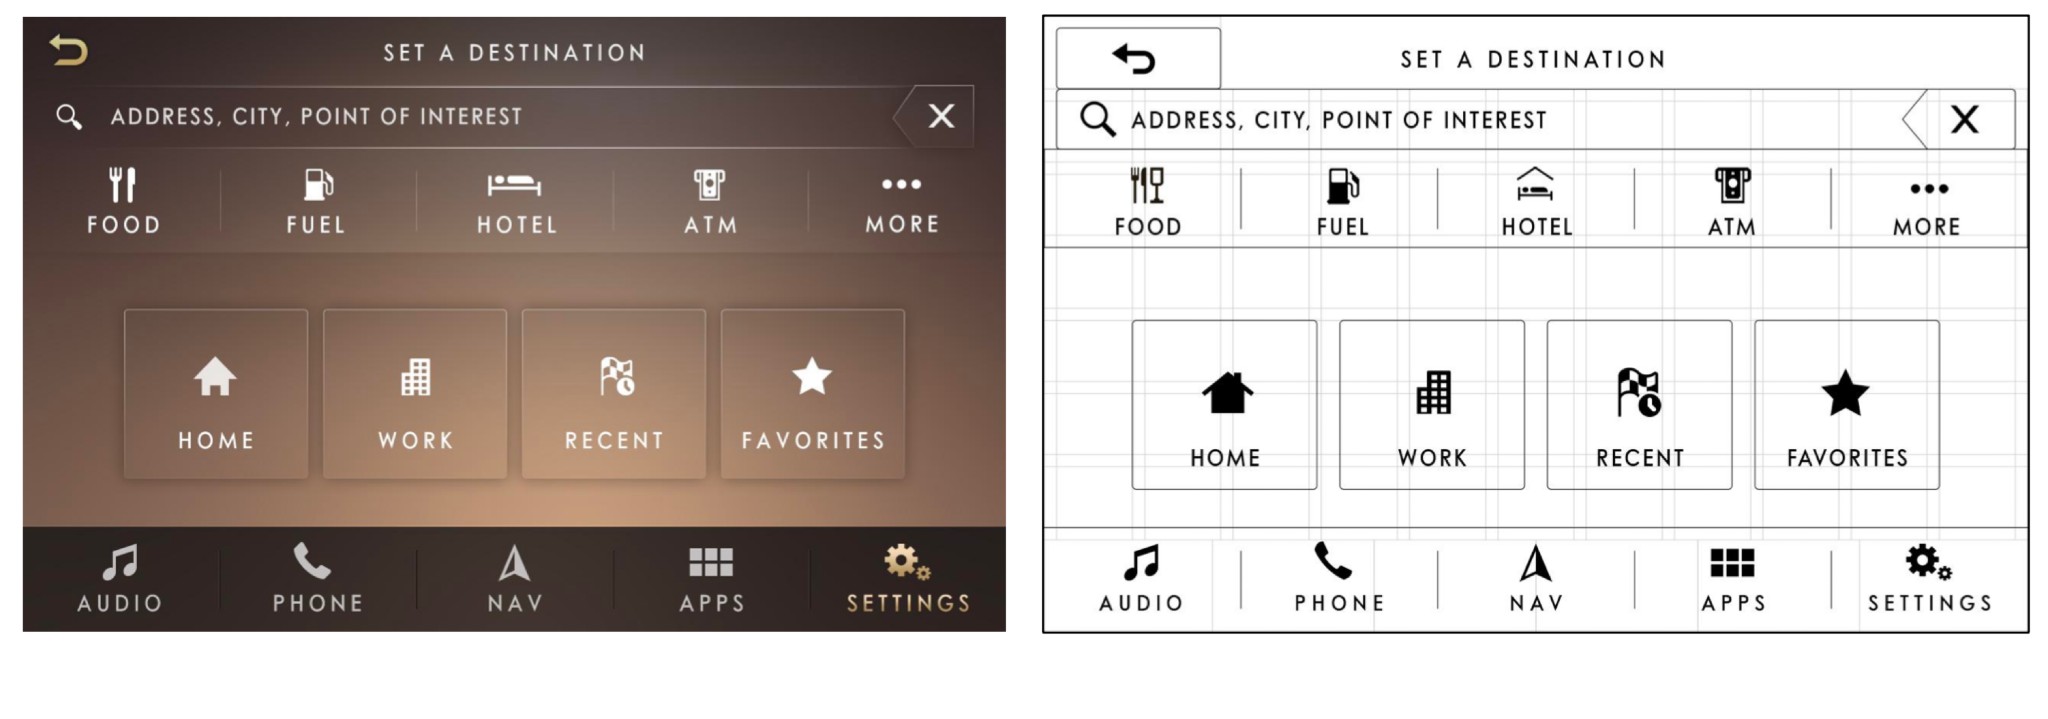 SET A DESTINATION
ADDRESS, CITY, POINT OF INTEREST X
FOOD FUEL HOTEL ATM MORE
HOME WORK RECENT FAVORITES
AUDIO PHONE NAV APPS SETTINGS
SET A DESTINATION
ADDRESS, CITY, POINT OF INTEREST X
FOOD FUEL HOTEL ATM MORE
HOME WORK RECENT FAVORITES
AUDIO PHONE NAV APPS SETTINGS